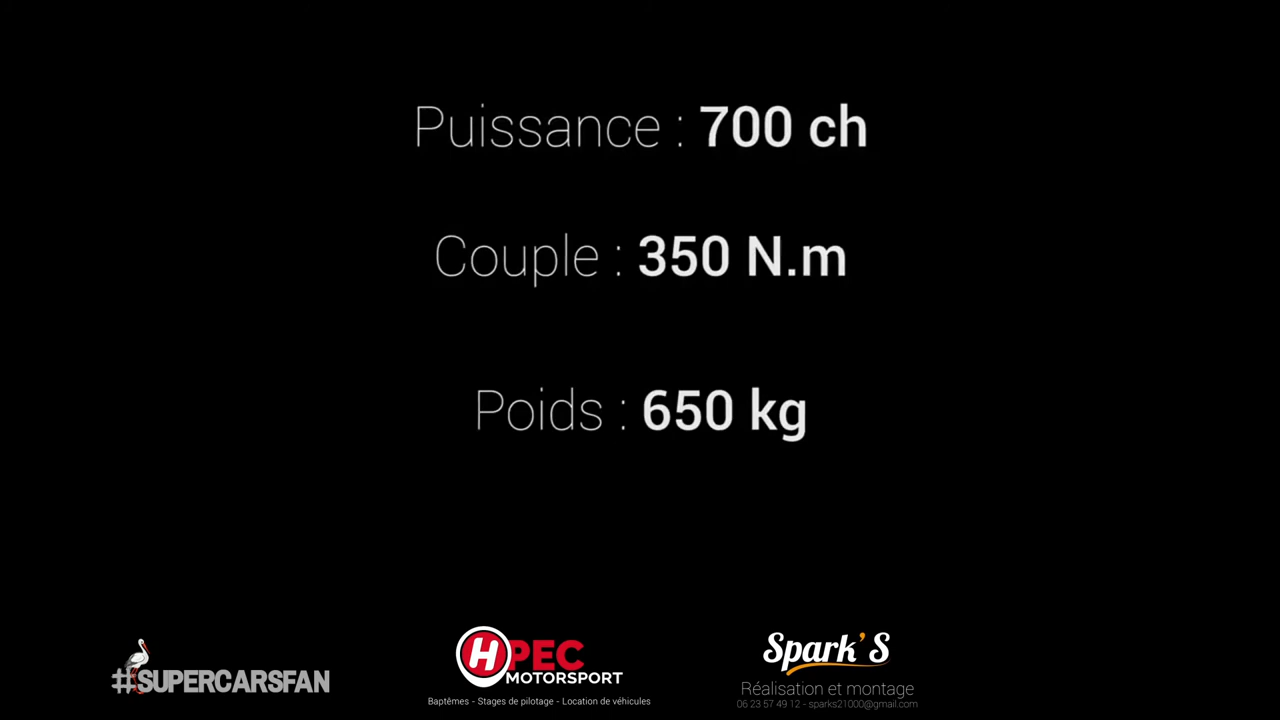 Puissance : 700 ch
Couple : 350 N.m
Poids : 650 kg
#SUPERCARSFAN
HPEC
MOTORSPORT
Baptêmes - Stages de pilotage - Location de véhicules
Spark'S
Réalisation et montage
06 23 57 49 12 - sparks21000@gmail.com